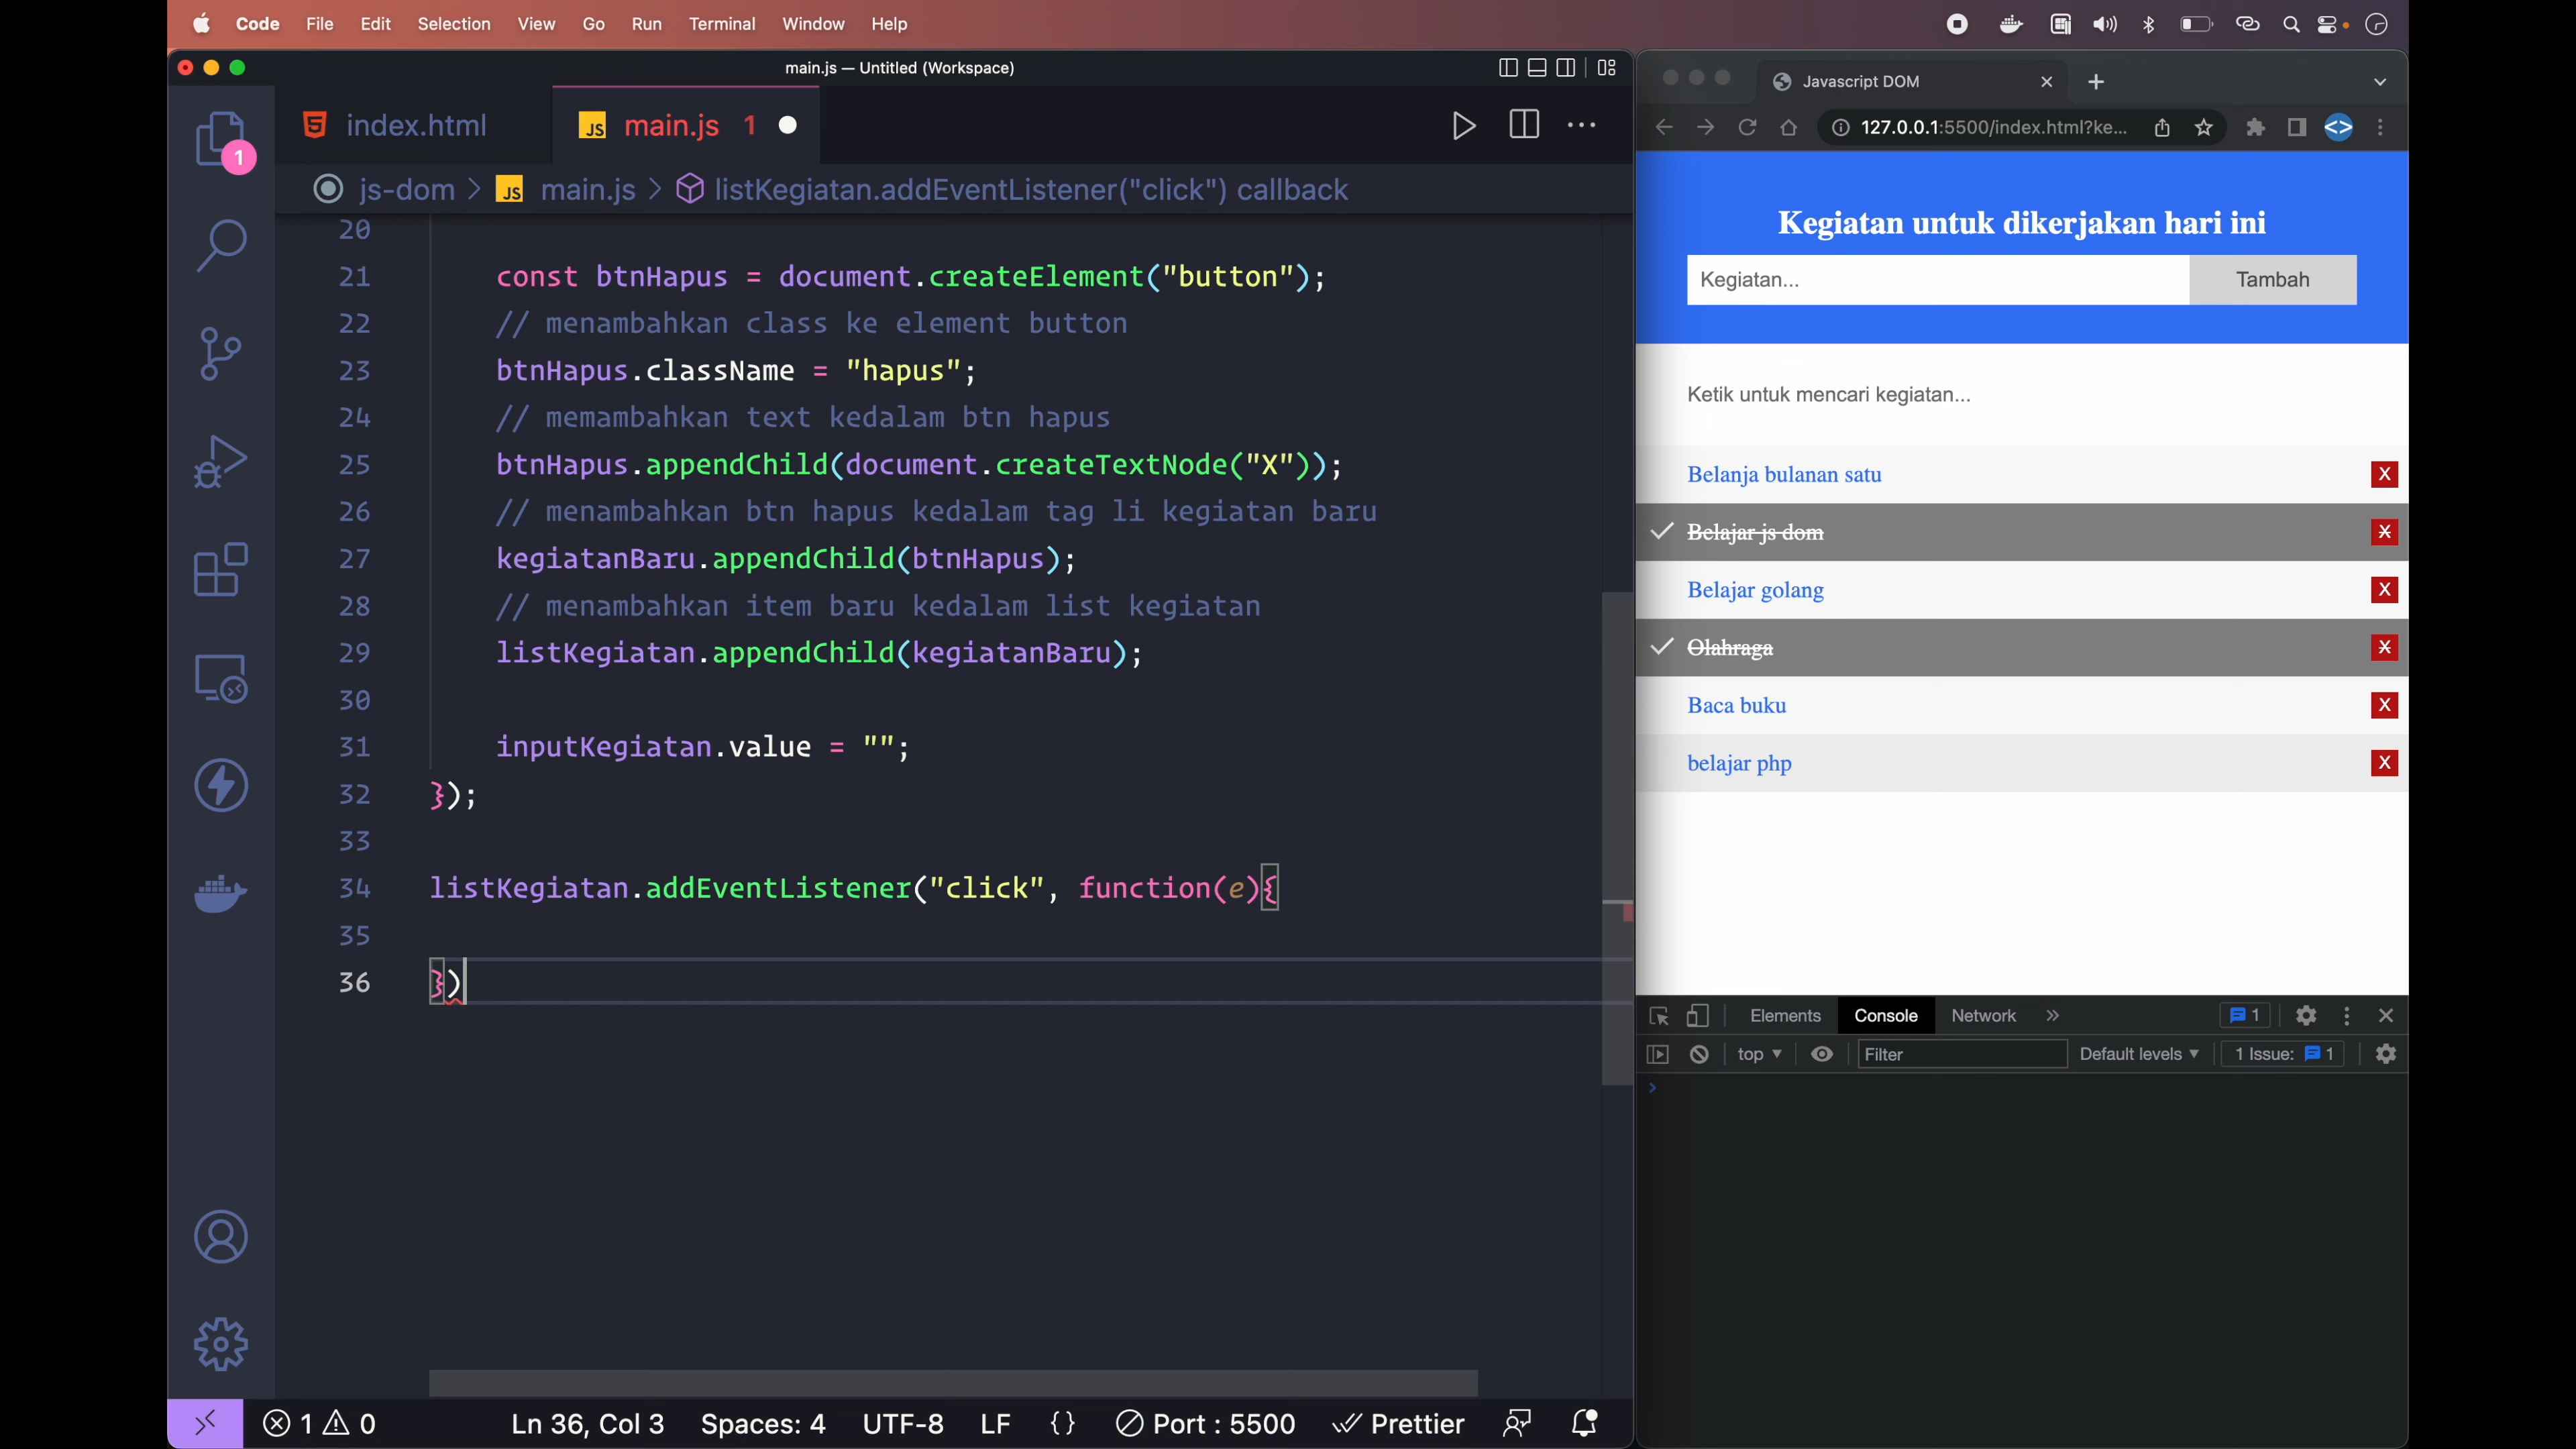 Code File Edit Selection View Go Run Terminal Window Help
main.js — Untitled (Workspace)
index.html
JS main.js 1
js-dom > JS main.js > listKegiatan.addEventListener("click") callback
1
20
21 const btnHapus = document.createElement("button");
22 // menambahkan class ke element button
23 btnHapus.className = "hapus";
24 // memambahkan text kedalam btn hapus
25 btnHapus.appendChild(document.createTextNode("X"));
26 // menambahkan btn hapus kedalam tag li kegiatan baru
27 kegiatanBaru.appendChild(btnHapus);
28 // menambahkan item baru kedalam list kegiatan
29 listKegiatan.appendChild(kegiatanBaru);
30
31 inputKegiatan.value = "";
32 });
33
34 listKegiatan.addEventListener("click", function(e){
35
36 })
1 0 Ln 36, Col 3 Spaces: 4 UTF-8 LF {} Port : 5500 Prettier
Javascript DOM
127.0.0.1:5500/index.html?ke...
Kegiatan untuk dikerjakan hari ini
Kegiatan... Tambah
Ketik untuk mencari kegiatan...
Belanja bulanan satu X
Belajar js dom X
Belajar golang X
Olahraga X
Baca buku X
belajar php X
Elements Console Network » 1
top Filter Default levels 1 Issue: 1
>